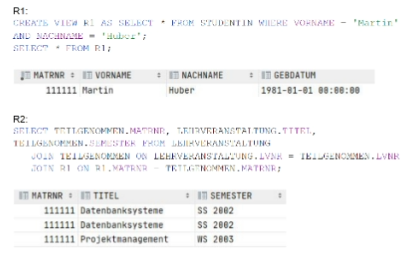 R1:
CREATE VIEW R1 AS SELECT * FROM STUDENTIN WHERE VORNAME = 'Martin'
AND NACHNAME = 'Huber';
SELECT * FROM R1;
MATRNR VORNAME NACHNAME GEBDATUM
111111 Martin Huber 1981-01-01 00:00:00
R2:
SELECT TEILGENOMMEN.MATRNR, LEHRVERANSTALTUNG.TITEL,
TEILGENOMMEN.SEMESTER FROM LEHRVERANSTALTUNG
JOIN TEILGENOMMEN ON LEHRVERANSTALTUNG.LVNR = TEILGENOMMEN.LVNR
JOIN R1 ON R1.MATRNR = TEILGENOMMEN.MATRNR;
MATRNR TITEL SEMESTER
111111 Datenbanksysteme SS 2002
111111 Datenbanksysteme SS 2002
111111 Projektmanagement WS 2003